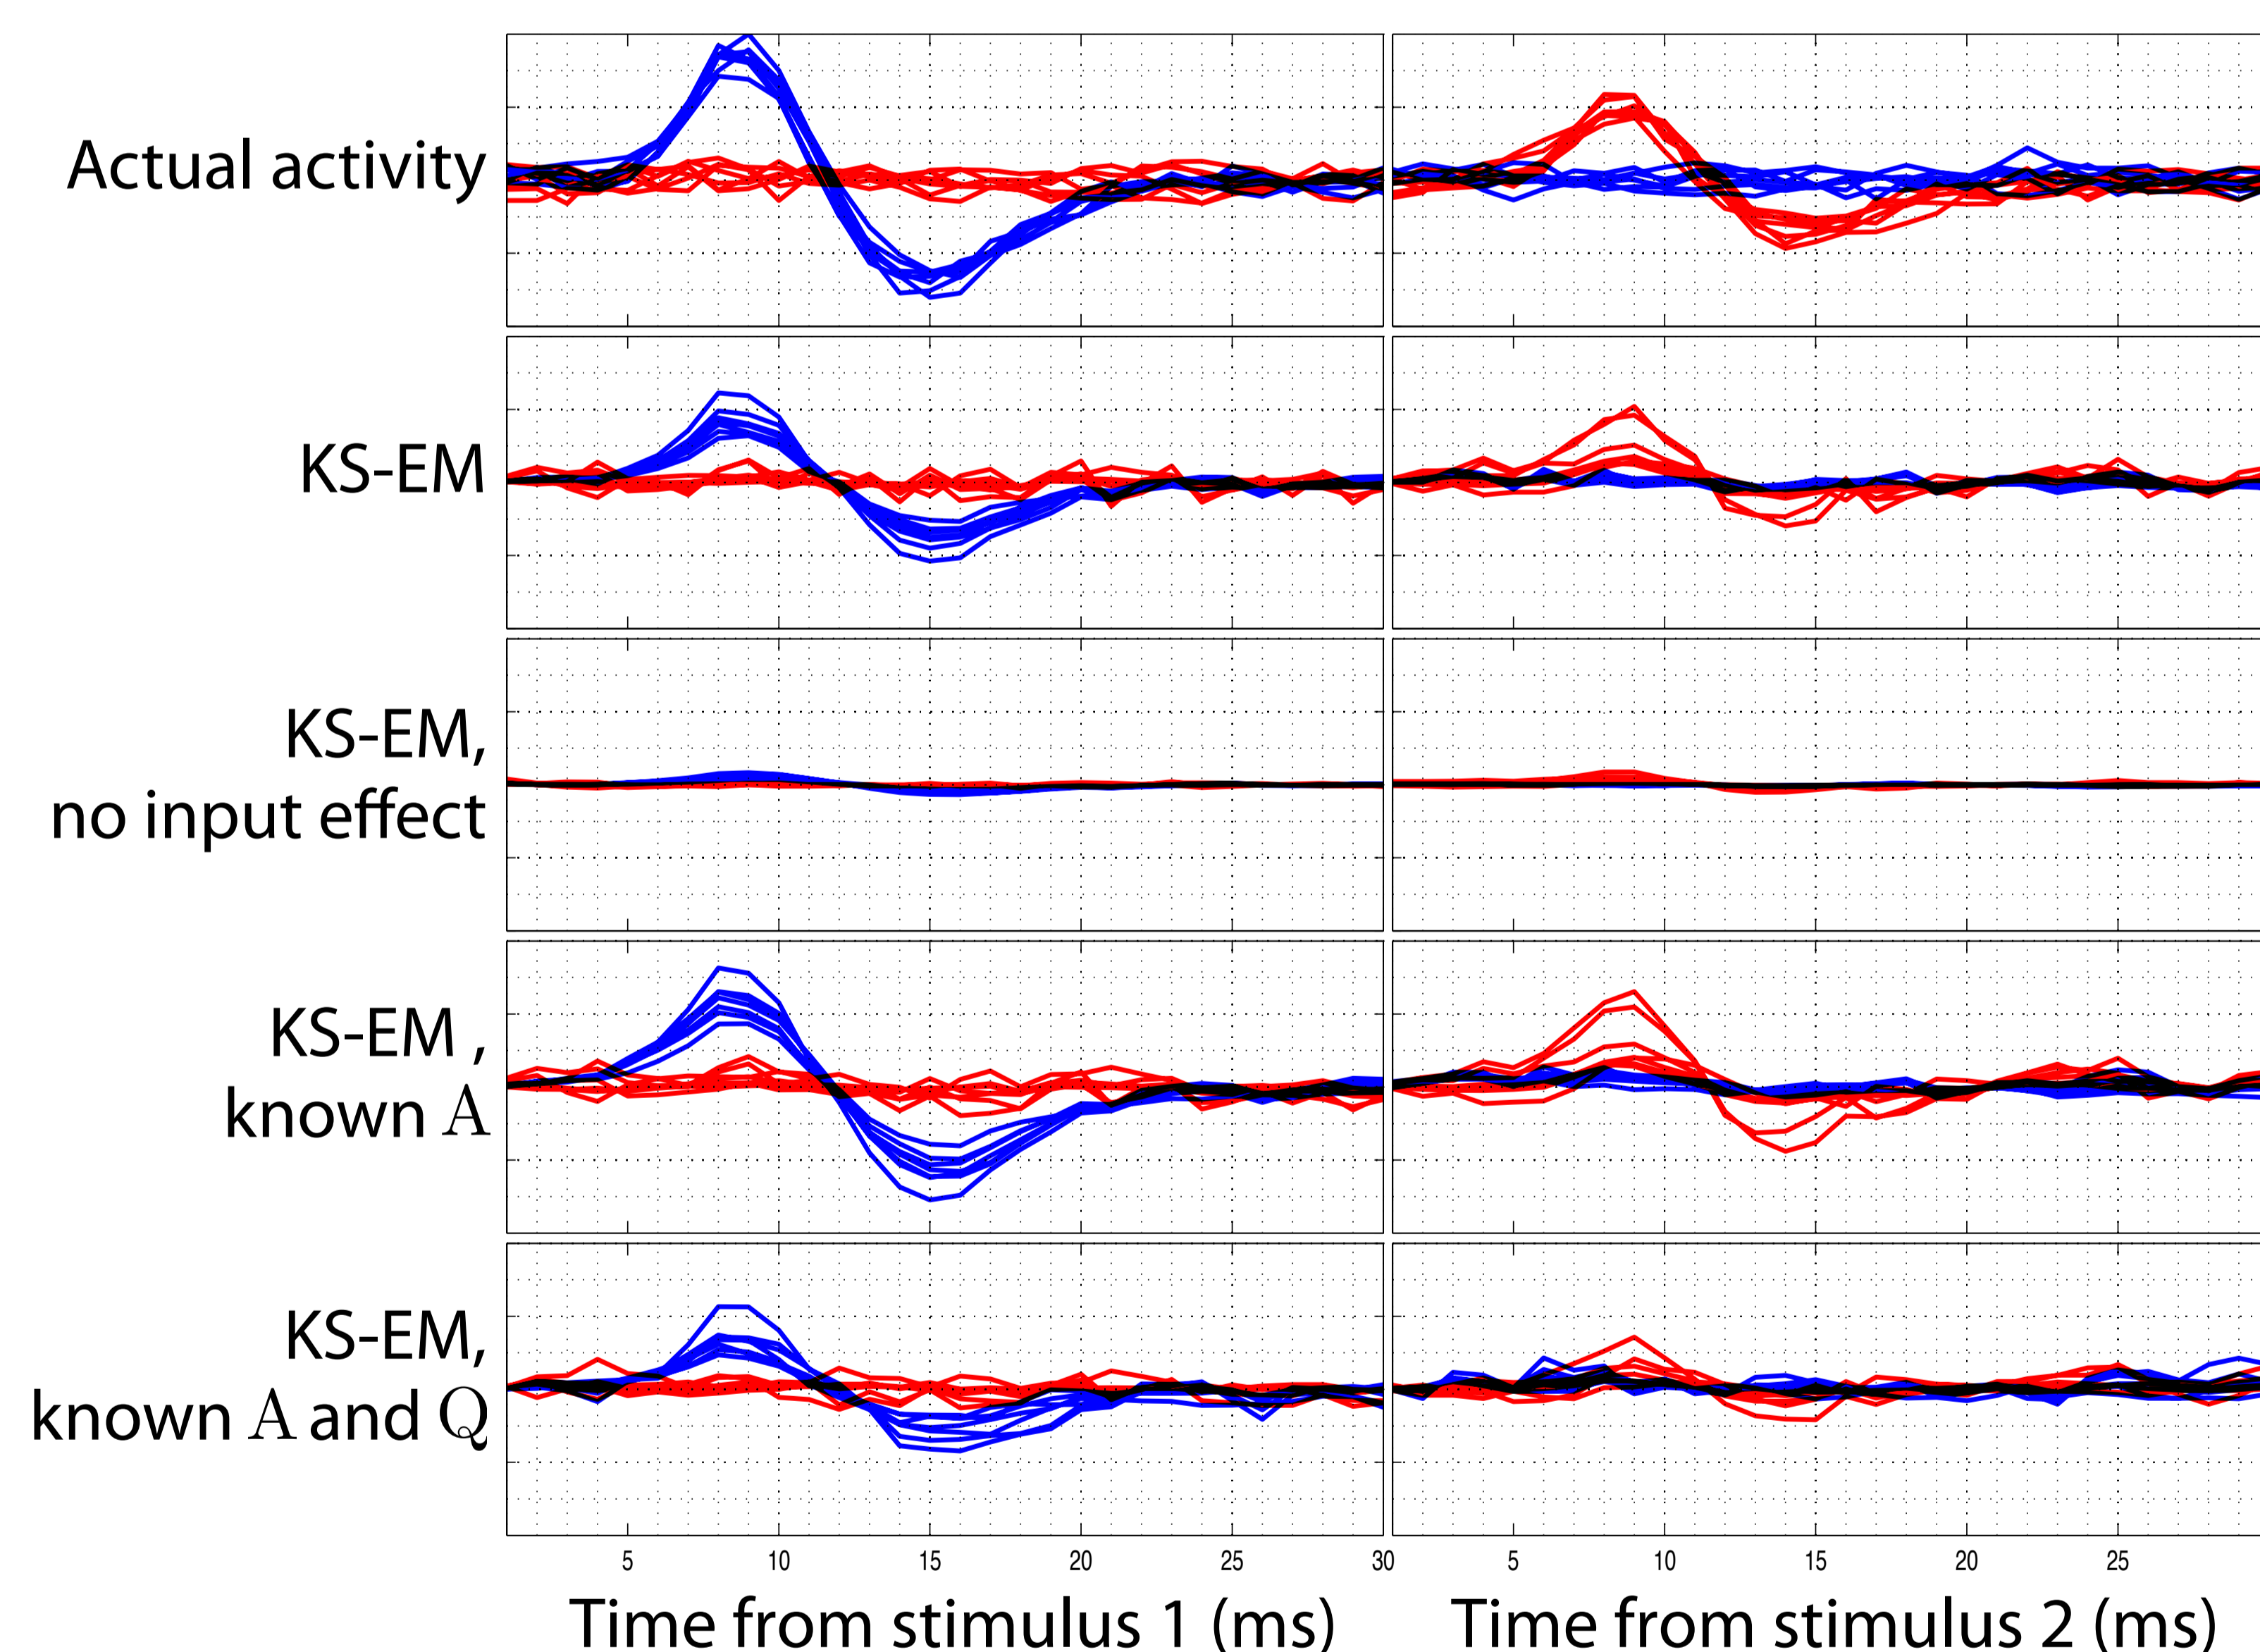 Actual activity
KS-EM
KS-EM,
no input effect
KS-EM ,
known A
KS-EM,
known A and Q
5 10 15 20 25 30 5 10 15 20 25
Time from stimulus 1 (ms) Time from stimulus 2 (ms)